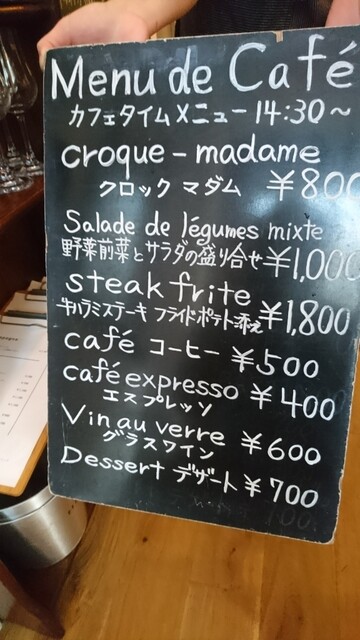 Menu de Café
カフェタイムメニュー 14:30～
croque-madame
クロック マダム ￥800
Salade de légumes mixte
野菜前菜とサラダの盛り合せ ￥1,000
steak frite
牛ハラミステーキ フライドポテト添え ￥1,800
café コーヒー ￥500
café expresso ￥400
エスプレッソ
Vin au verre ￥600
グラスワイン
Dessert デザート ￥700